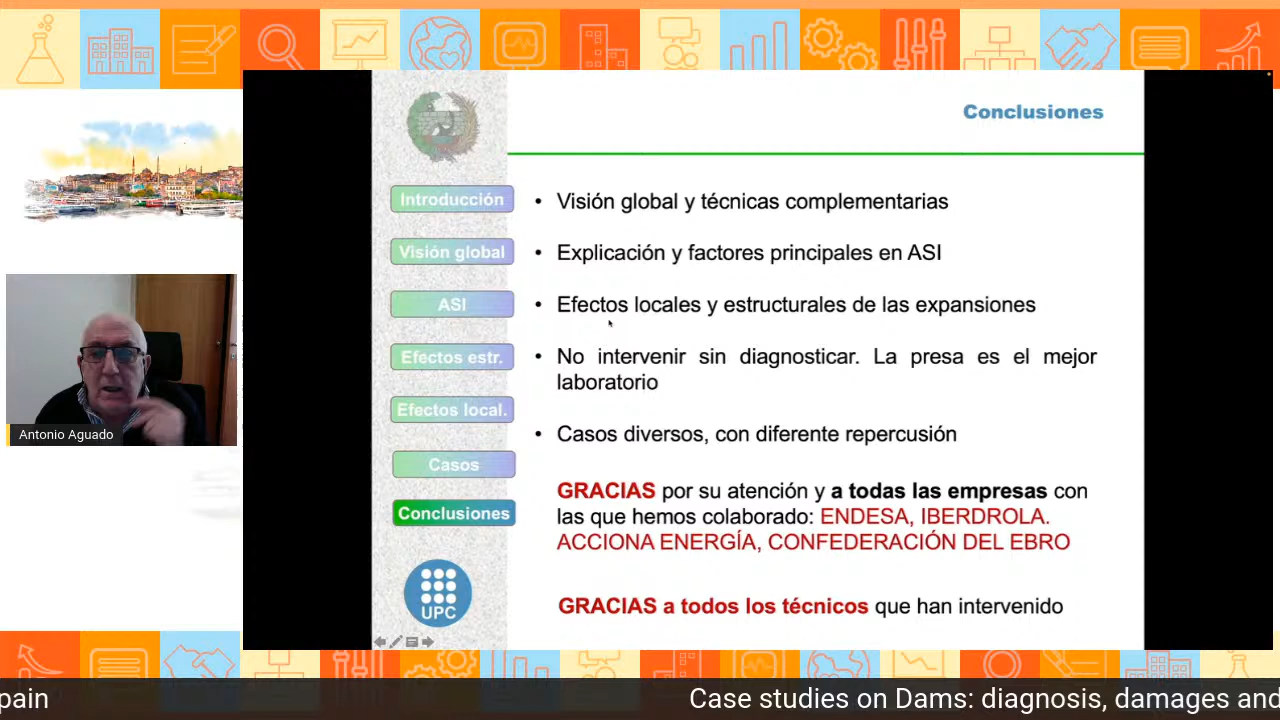 Conclusiones
Introducción
Visión global
ASI
Efectos estr.
Efectos local.
Casos
Conclusiones
UPC
• Visión global y técnicas complementarias
• Explicación y factores principales en ASI
• Efectos locales y estructurales de las expansiones
• No intervenir sin diagnosticar. La presa es el mejor
laboratorio
• Casos diversos, con diferente repercusión
GRACIAS por su atención y a todas las empresas con
las que hemos colaborado: ENDESA, IBERDROLA.
ACCIONA ENERGÍA, CONFEDERACIÓN DEL EBRO
GRACIAS a todos los técnicos que han intervenido
Antonio Aguado
pain
Case studies on Dams: diagnosis, damages and